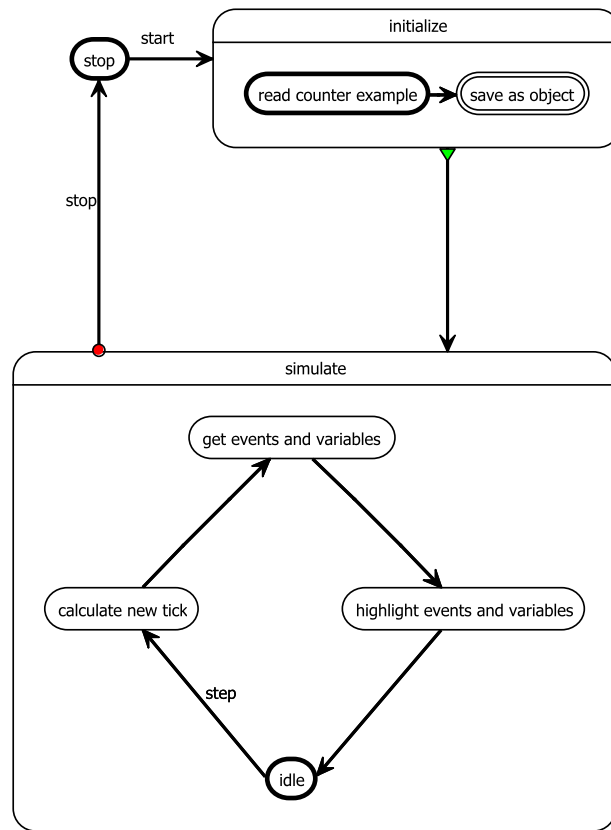 initialize
start
stop
read counter example
save as object
stop
simulate
get events and variables
calculate new tick
highlight events and variables
step
idle